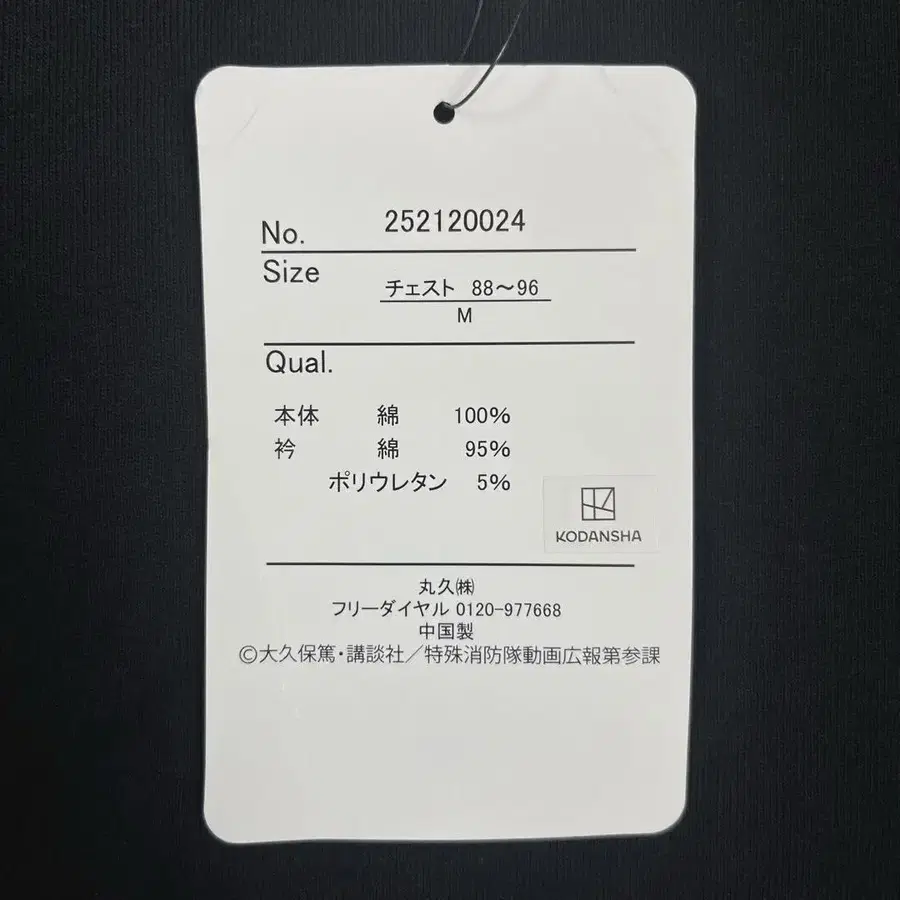 No. 252120024
Size
チェスト 88～96
M
Qual.
本体 綿 100%
衿 綿 95%
ポリウレタン 5%
KODANSHA
丸久㈱
フリーダイヤル 0120-977668
中国製
©大久保篤・講談社／特殊消防隊動画広報第参課